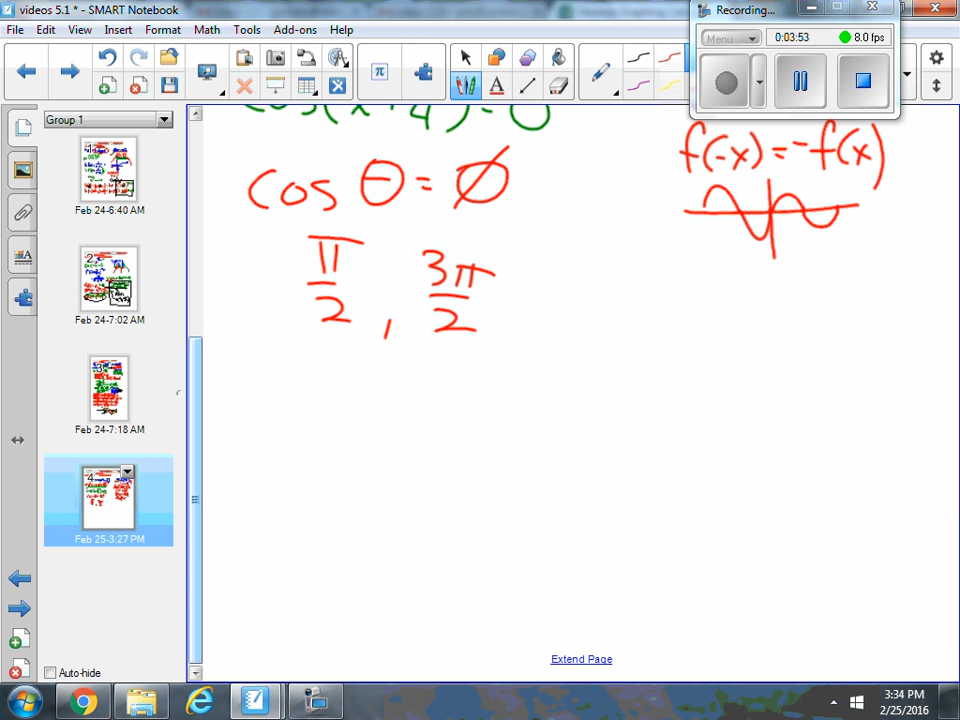 videos 5.1 * - SMART Notebook
Recording...
File Edit View Insert Format Math Tools Add-ons Help
Menu
0:03:53
8.0 fps
Group 1
Feb 24-6:40 AM
Feb 24-7:02 AM
Feb 24-7:18 AM
Feb 25-3:27 PM
Auto-hide
cos(x+4)=0
cos θ = 0
π/2, 3π/2
f(-x) = -f(x)
Extend Page
3:34 PM
2/25/2016